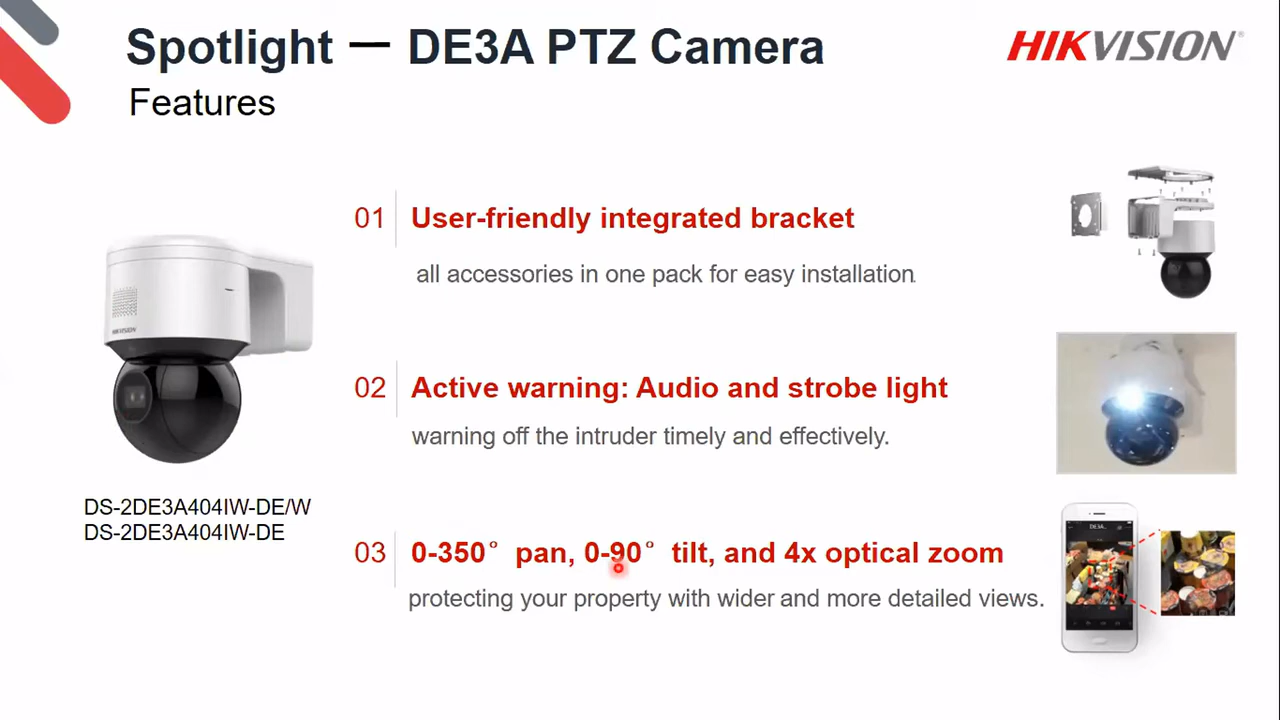 Spotlight — DE3A PTZ Camera
HIKVISION®
Features
01 User-friendly integrated bracket
all accessories in one pack for easy installation.
HIKVISION
02 Active warning: Audio and strobe light
warning off the intruder timely and effectively.
DS-2DE3A404IW-DE/W
DS-2DE3A404IW-DE
DE3A...
03 0-350° pan, 0-90° tilt, and 4x optical zoom
protecting your property with wider and more detailed views.